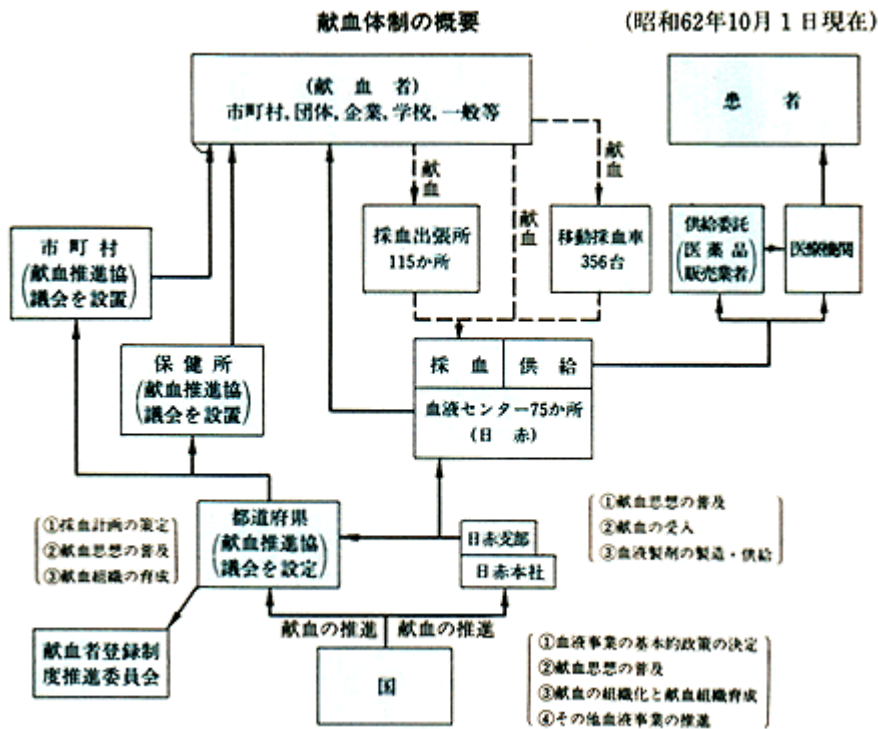 献血体制の概要
(昭和62年10月1日現在)
(献血者)
市町村,団体,企業,学校,一般等
患者
献血
献血
献血
採血出張所
115か所
移動採血車
356台
供給委託
(医薬品
販売業者)
医療機関
市町村
(献血推進協
議会を設置)
採血
供給
血液センター75か所
(日赤)
保健所
(献血推進協
議会を設置)
①採血計画の策定
②献血思想の普及
③献血組織の育成
都道府県
(献血推進協
議会を設定)
日赤支部
日赤本社
①献血思想の普及
②献血の受入
③血液製剤の製造・供給
献血の推進
献血の推進
献血者登録制
度推進委員会
国
①血液事業の基本的政策の決定
②献血思想の普及
③献血の組織化と献血組織育成
④その他血液事業の推進